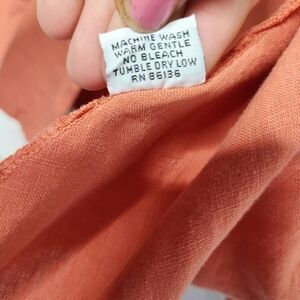 MACHINE WASH
WARM GENTLE
NO BLEACH
TUMBLE DRY LOW
RN 86136